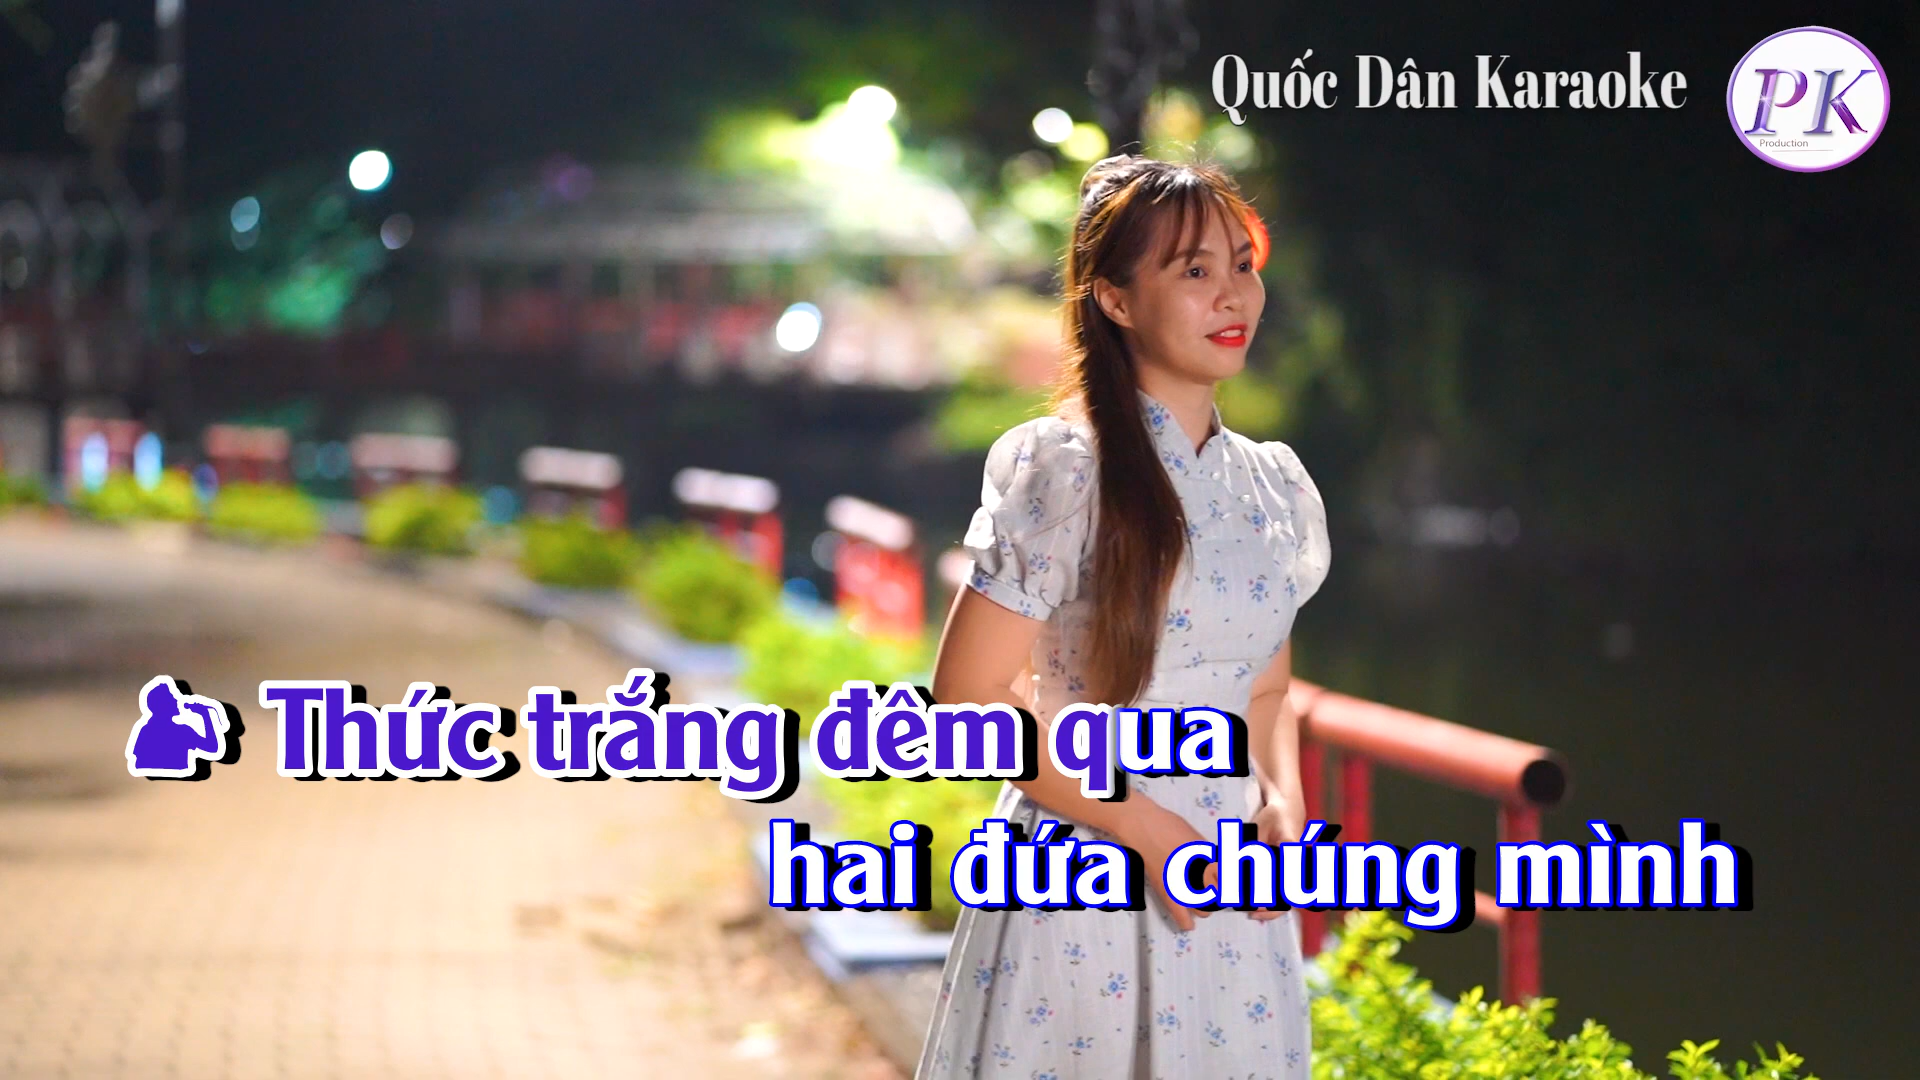 Quốc Dân Karaoke
PK
Production
Thức trắng đêm qua
hai đứa chúng mình